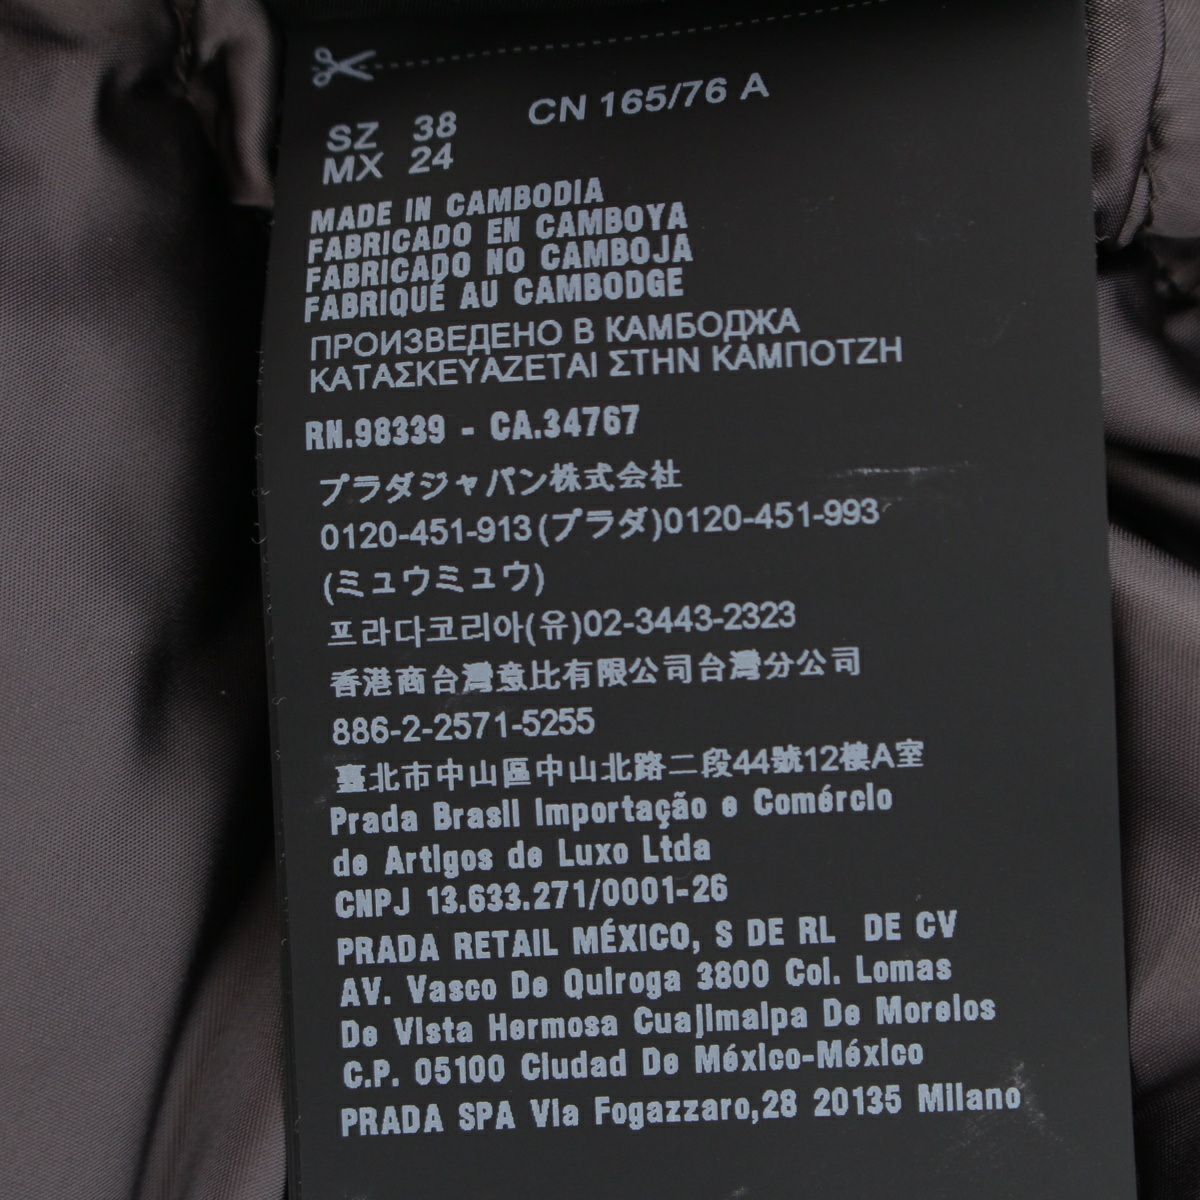 SZ 38 CN 165/76 A
MX 24
MADE IN CAMBODIA
FABRICADO EN CAMBOYA
FABRICADO NO CAMBOJA
FABRIQUÉ AU CAMBODGE
ПРОИЗВЕДЕНО В КАМБОДЖА
ΚΑΤΑΣΚΕΥΑΖΕΤΑΙ ΣΤΗΝ ΚΑΜΠΟΤΖΗ
RN.98339 - CA.34767
プラダジャパン株式会社
0120-451-913(プラダ)0120-451-993
(ミュウミュウ)
프라다코리아(유)02-3443-2323
香港商台灣意比有限公司台灣分公司
886-2-2571-5255
臺北市中山區中山北路二段44號12樓A室
Prada Brasil Importação e Comércio
de Artigos de Luxo Ltda
CNPJ 13.633.271/0001-26
PRADA RETAIL MÉXICO, S DE RL DE CV
AV. Vasco De Quiroga 3800 Col. Lomas
De Vista Hermosa Cuajimalpa De Morelos
C.P. 05100 Ciudad De México-México
PRADA SPA Via Fogazzaro,28 20135 Milano